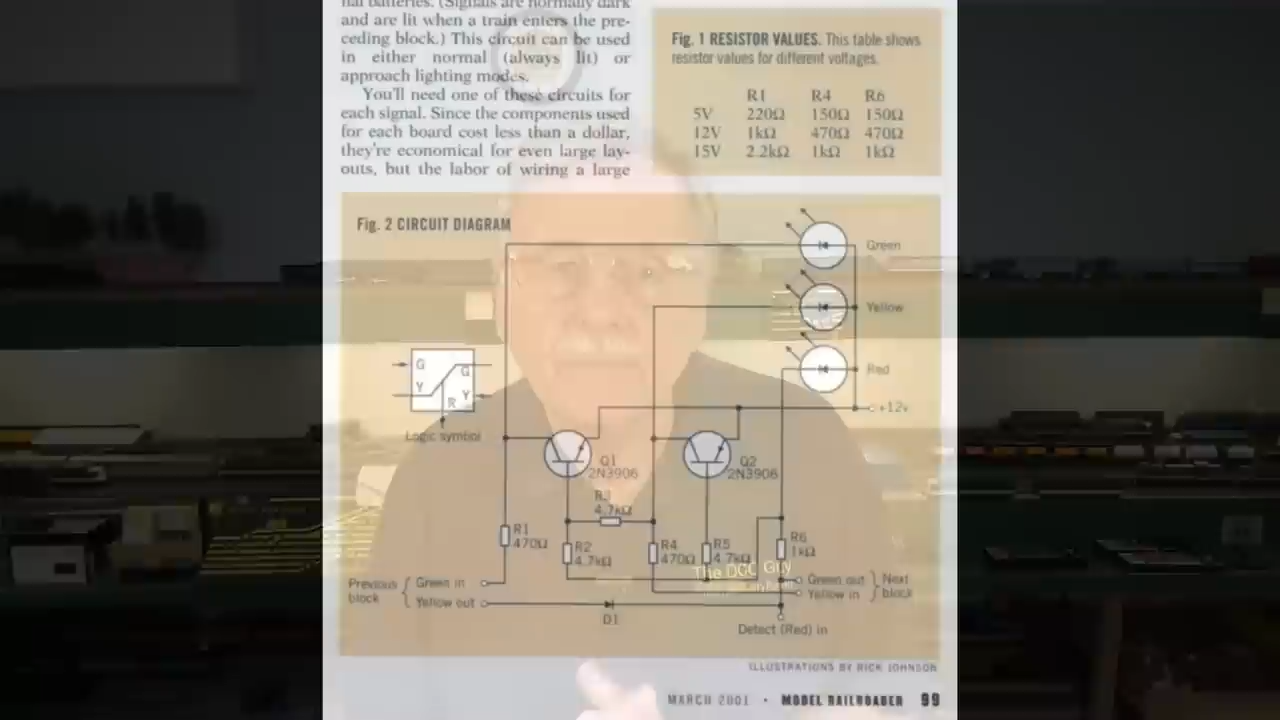 nal batteries. (Signals are normally dark
and are lit when a train enters the pre-
ceding block.) This circuit can be used
in either normal (always lit) or
approach lighting modes.
You'll need one of these circuits for
each signal. Since the components used
for each board cost less than a dollar,
they're economical for even large lay-
outs, but the labor of wiring a large
Fig. 1 RESISTOR VALUES. This table shows
resistor values for different voltages.
R1 R4 R6
5V 220Ω 150Ω 150Ω
12V 1kΩ 470Ω 470Ω
15V 2.2kΩ 1kΩ 1kΩ
Fig. 2 CIRCUIT DIAGRAM
Green
Yellow
Red
+12v
G
Y
G
Y
R
Logic symbol
Q1
2N3906
Q2
2N3906
R3
4.7kΩ
R1
470Ω
R2
4.7kΩ
R4
470Ω
R5
4.7kΩ
R6
1kΩ
The DCC Guy
Previous
block
Green in
Yellow out
D1
Green out
Yellow in
Next
block
Detect (Red) in
ILLUSTRATIONS BY RICK JOHNSON
MARCH 2001 • MODEL RAILROADER 99